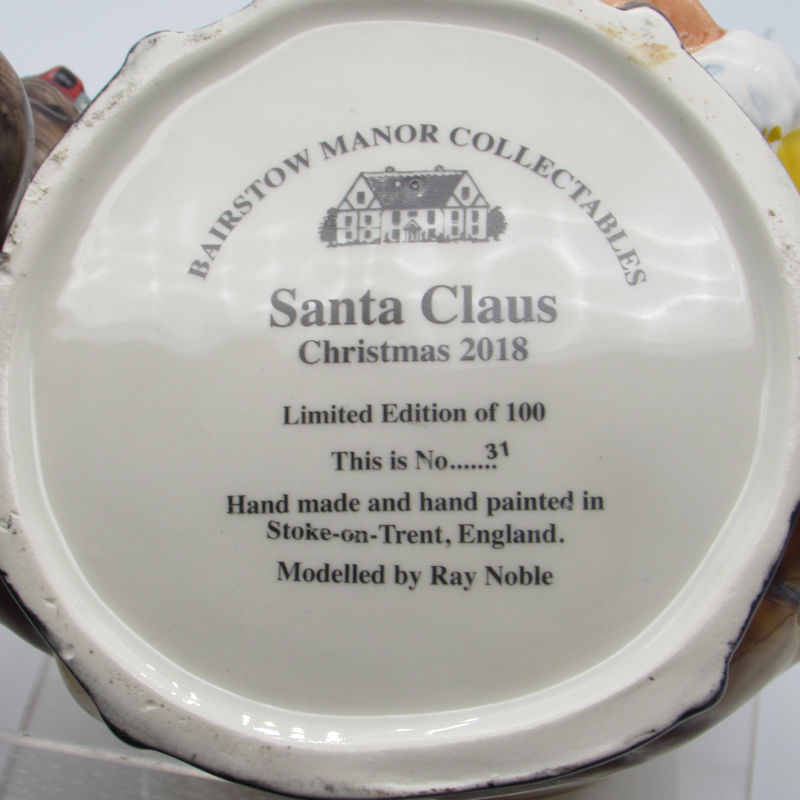 BAIRSTOW MANOR COLLECTABLES
Santa Claus
Christmas 2018
Limited Edition of 100
This is No.......31
Hand made and hand painted in
Stoke-on-Trent, England.
Modelled by Ray Noble